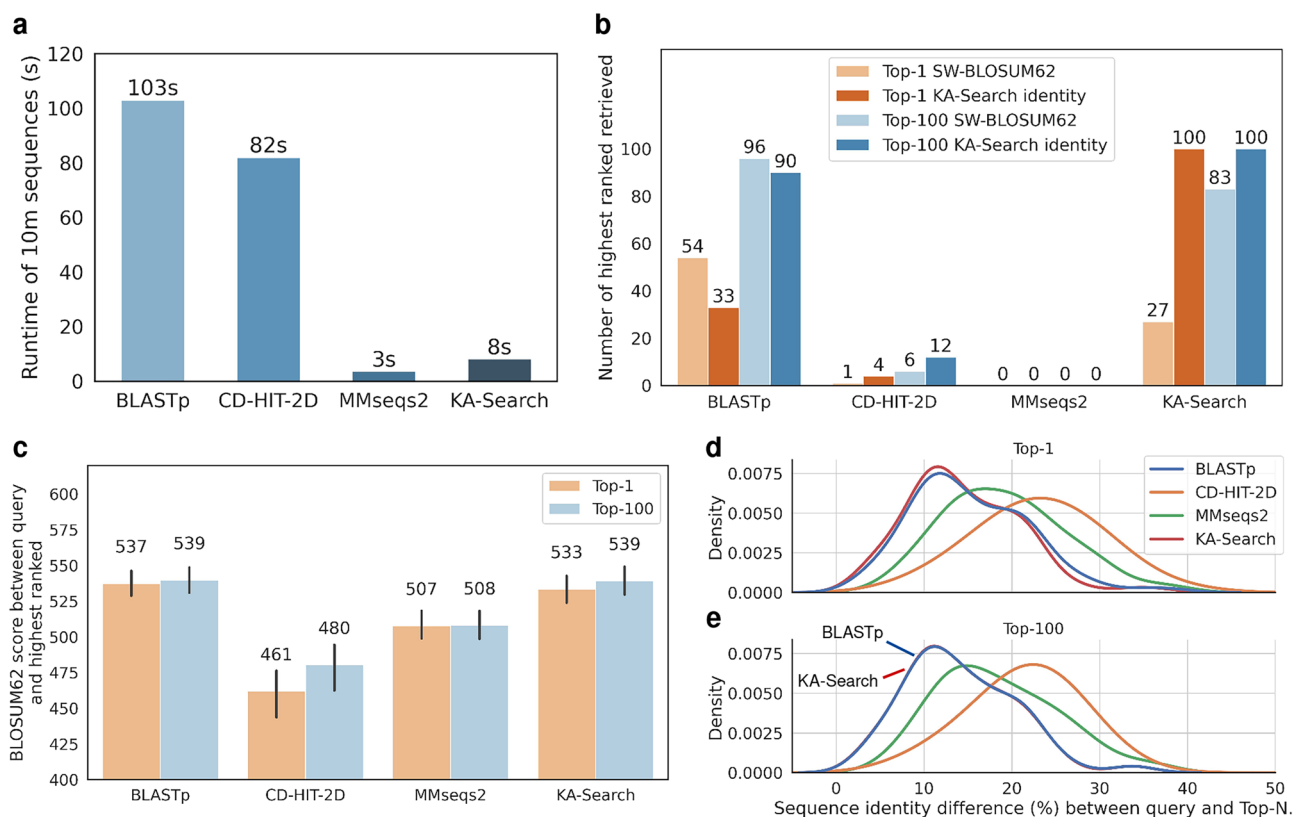 a
Runtime of 10m sequences (s)
120
100
80
60
40
20
0
103s
82s
3s
8s
BLASTp
CD-HIT-2D
MMseqs2
KA-Search
b
Number of highest ranked retrieved
100
80
60
40
20
0
Top-1 SW-BLOSUM62
Top-1 KA-Search identity
Top-100 SW-BLOSUM62
Top-100 KA-Search identity
54
33
96
90
1
4
6
12
0
0
0
0
27
100
83
100
BLASTp
CD-HIT-2D
MMseqs2
KA-Search
c
BLOSUM62 score between query
and highest ranked
600
575
550
525
500
475
450
425
400
Top-1
Top-100
537
539
461
480
507
508
533
539
BLASTp
CD-HIT-2D
MMseqs2
KA-Search
d
Top-1
Density
0.0075
0.0050
0.0025
0.0000
BLASTp
CD-HIT-2D
MMseqs2
KA-Search
e
Top-100
Density
0.0075
0.0050
0.0025
0.0000
BLASTp
KA-Search
0
10
20
30
40
50
Sequence identity difference (%) between query and Top-N.